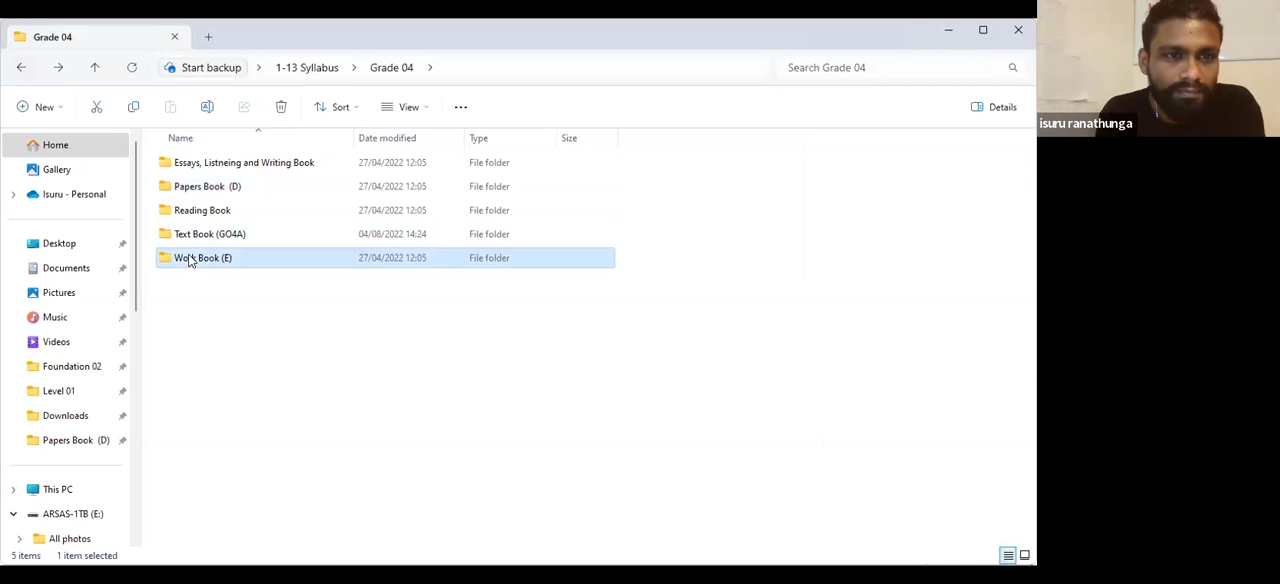 Grade 04
Start backup
1-13 Syllabus
Grade 04
Search Grade 04
New
Sort
View
Details
Name
Date modified
Type
Size
Home
Gallery
Isuru - Personal
Desktop
Documents
Pictures
Music
Videos
Foundation 02
Level 01
Downloads
Papers Book (D)
This PC
ARSAS-1TB (E:)
All photos
Essays, Listneing and Writing Book 27/04/2022 12:05 File folder
Papers Book (D) 27/04/2022 12:05 File folder
Reading Book 27/04/2022 12:05 File folder
Text Book (GO4A) 04/08/2022 14:24 File folder
Work Book (E) 27/04/2022 12:05 File folder
5 items 1 item selected
isuru ranathunga